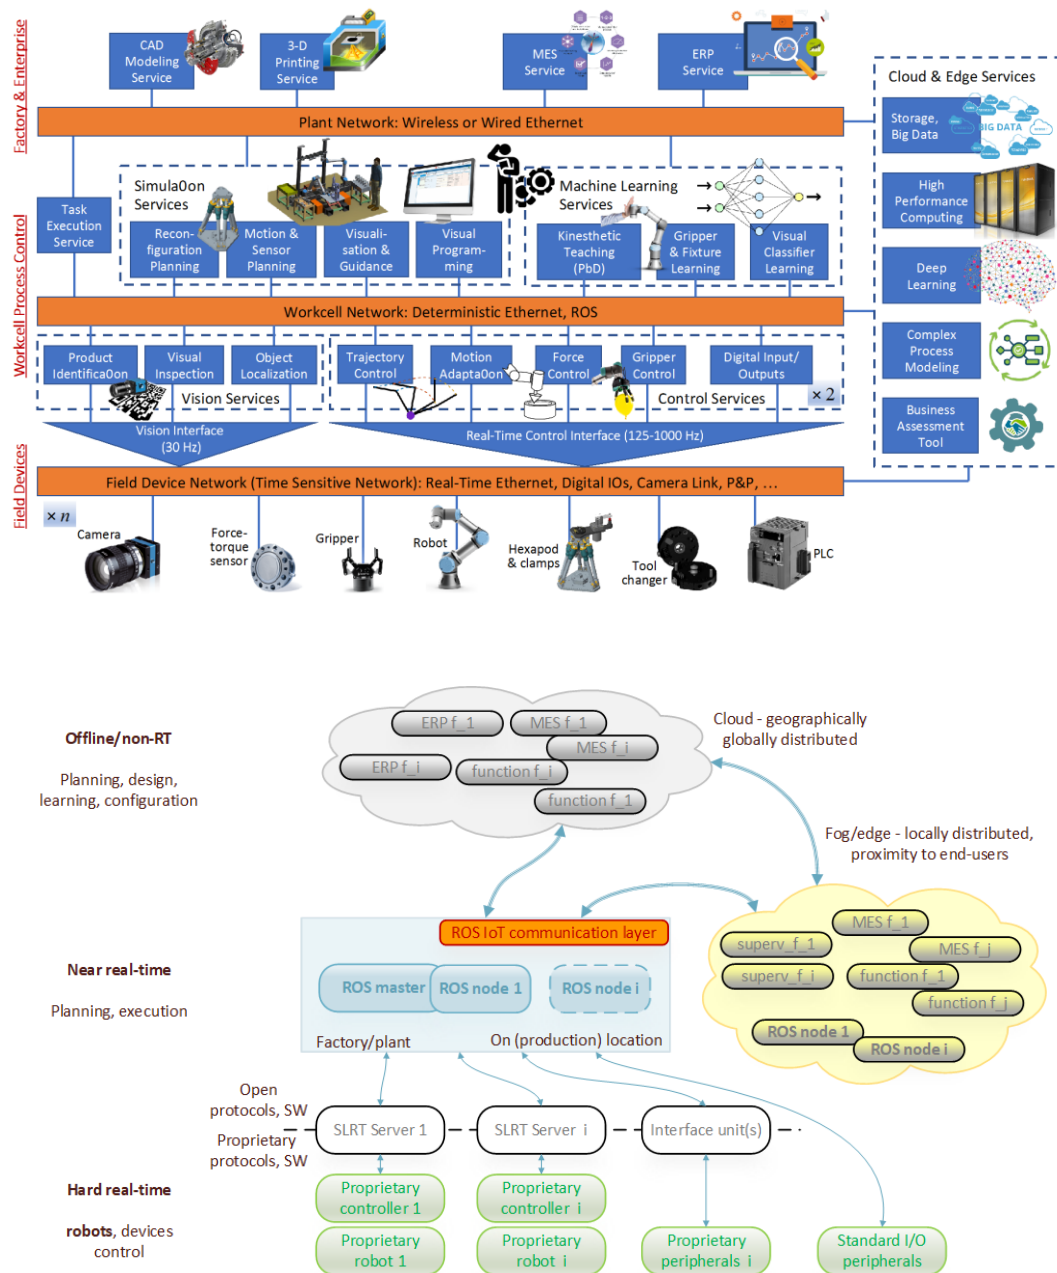 Factory & Enterprise
CAD
Modeling
Service
3-D
Printing
Service
MES
Service
ERP
Service
Cloud & Edge Services
Plant Network: Wireless or Wired Ethernet
Storage,
Big Data
BIG DATA
Workcell Process Control
Task
Execution
Service
Simula0on
Services
Recon-
figuration
Planning
Motion &
Sensor
Planning
Visuali-
sation &
Guidance
Visual
Program-
ming
Machine Learning
Services
Kinesthetic
Teaching
(PbD)
Gripper
& Fixture
Learning
Visual
Classifier
Learning
High
Performance
Computing
Deep
Learning
Workcell Network: Deterministic Ethernet, ROS
Product
Identifica0on
Visual
Inspection
Object
Localization
Vision Services
Trajectory
Control
Motion
Adapta0on
Force
Control
Gripper
Control
Digital Input/
Outputs
Control Services
× 2
Complex
Process
Modeling
Business
Assessment
Tool
Vision Interface
(30 Hz)
Real-Time Control Interface (125-1000 Hz)
Field Devices
Field Device Network (Time Sensitive Network): Real-Time Ethernet, Digital IOs, Camera Link, P&P, …
× n
Camera
Force-
torque
sensor
Gripper
Robot
Hexapod
& clamps
Tool
changer
PLC
Offline/non-RT
Planning, design,
learning, configuration
ERP f_1
MES f_1
MES f_i
ERP f_i
function f_i
function f_1
Cloud - geographically
globally distributed
Fog/edge - locally distributed,
proximity to end-users
ROS IoT communication layer
Near real-time
Planning, execution
ROS master
ROS node 1
ROS node i
Factory/plant
On (production) location
MES f_1
superv_f_1
MES f_j
superv_f_i
function f_1
function f_j
ROS node 1
ROS node i
Open
protocols, SW
Proprietary
protocols, SW
SLRT Server 1
SLRT Server i
Interface unit(s)
Hard real-time
robots, devices
control
Proprietary
controller 1
Proprietary
controller i
Proprietary
robot 1
Proprietary
robot i
Proprietary
peripherals i
Standard I/O
peripherals